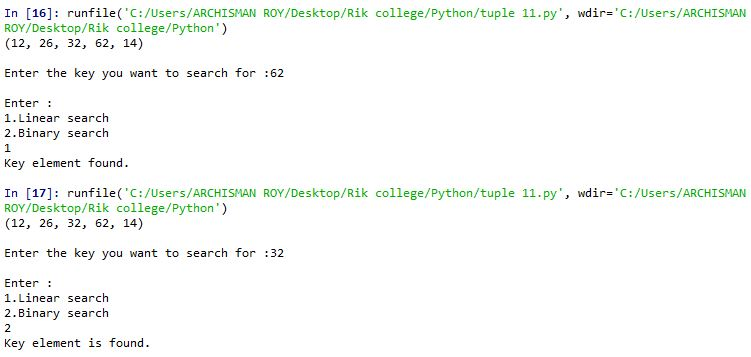 In [16]: runfile('C:/Users/ARCHISMAN ROY/Desktop/Rik college/Python/tuple 11.py', wdir='C:/Users/ARCHISMAN
ROY/Desktop/Rik college/Python')
(12, 26, 32, 62, 14)
Enter the key you want to search for :62
Enter :
1.Linear search
2.Binary search
1
Key element found.
In [17]: runfile('C:/Users/ARCHISMAN ROY/Desktop/Rik college/Python/tuple 11.py', wdir='C:/Users/ARCHISMAN
ROY/Desktop/Rik college/Python')
(12, 26, 32, 62, 14)
Enter the key you want to search for :32
Enter :
1.Linear search
2.Binary search
2
Key element is found.